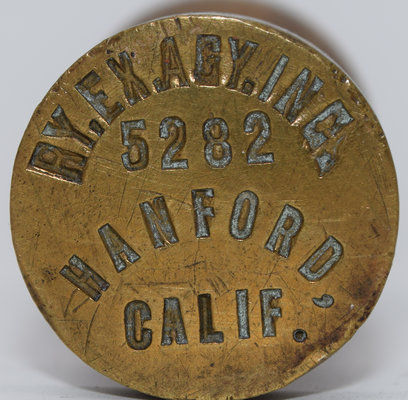 RY. EX. AGY. INC.
5282
HANFORD,
CALIF.